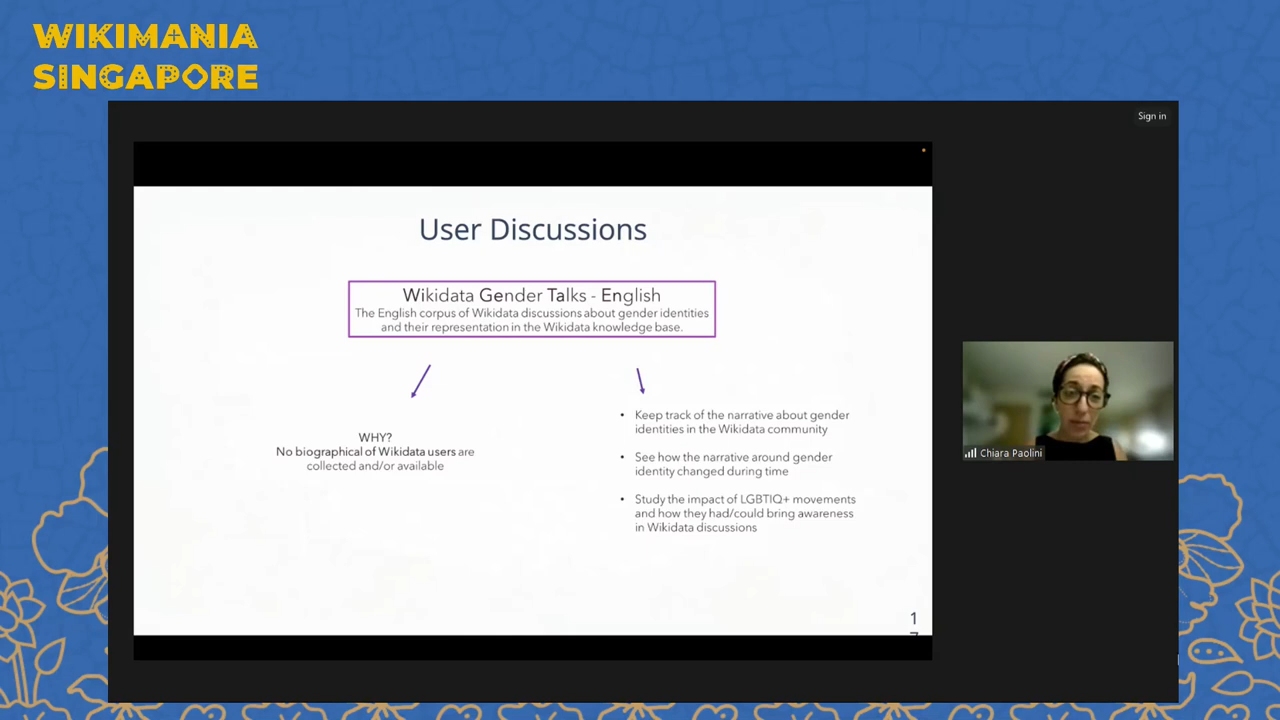 WIKIMANIA
SINGAPORE
Sign in
User Discussions
Wikidata Gender Talks - English
The English corpus of Wikidata discussions about gender identities
and their representation in the Wikidata knowledge base.
WHY?
No biographical of Wikidata users are
collected and/or available
• Keep track of the narrative about gender
identities in the Wikidata community
• See how the narrative around gender
identity changed during time
• Study the impact of LGBTIQ+ movements
and how they had/could bring awareness
in Wikidata discussions
1
Chiara Paolini